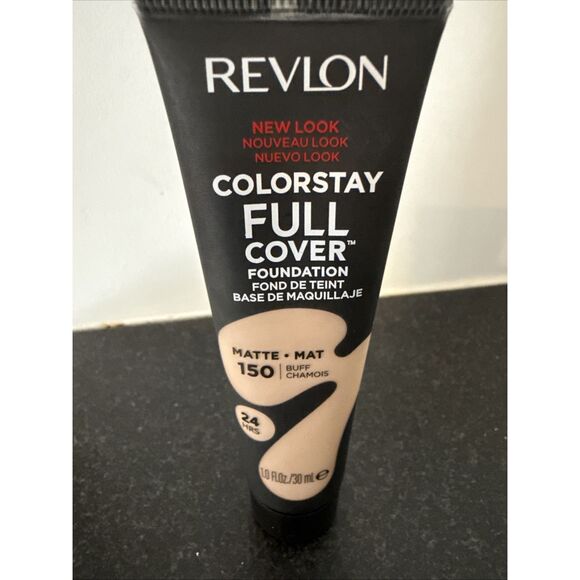 REVLON
NEW LOOK
NOUVEAU LOOK
NUEVO LOOK
COLORSTAY
FULL
COVER™
FOUNDATION
FOND DE TEINT
BASE DE MAQUILLAJE
MATTE • MAT
150 | BUFF
CHAMOIS
24
HRS
1.0 FL.Oz./30 mL ℮